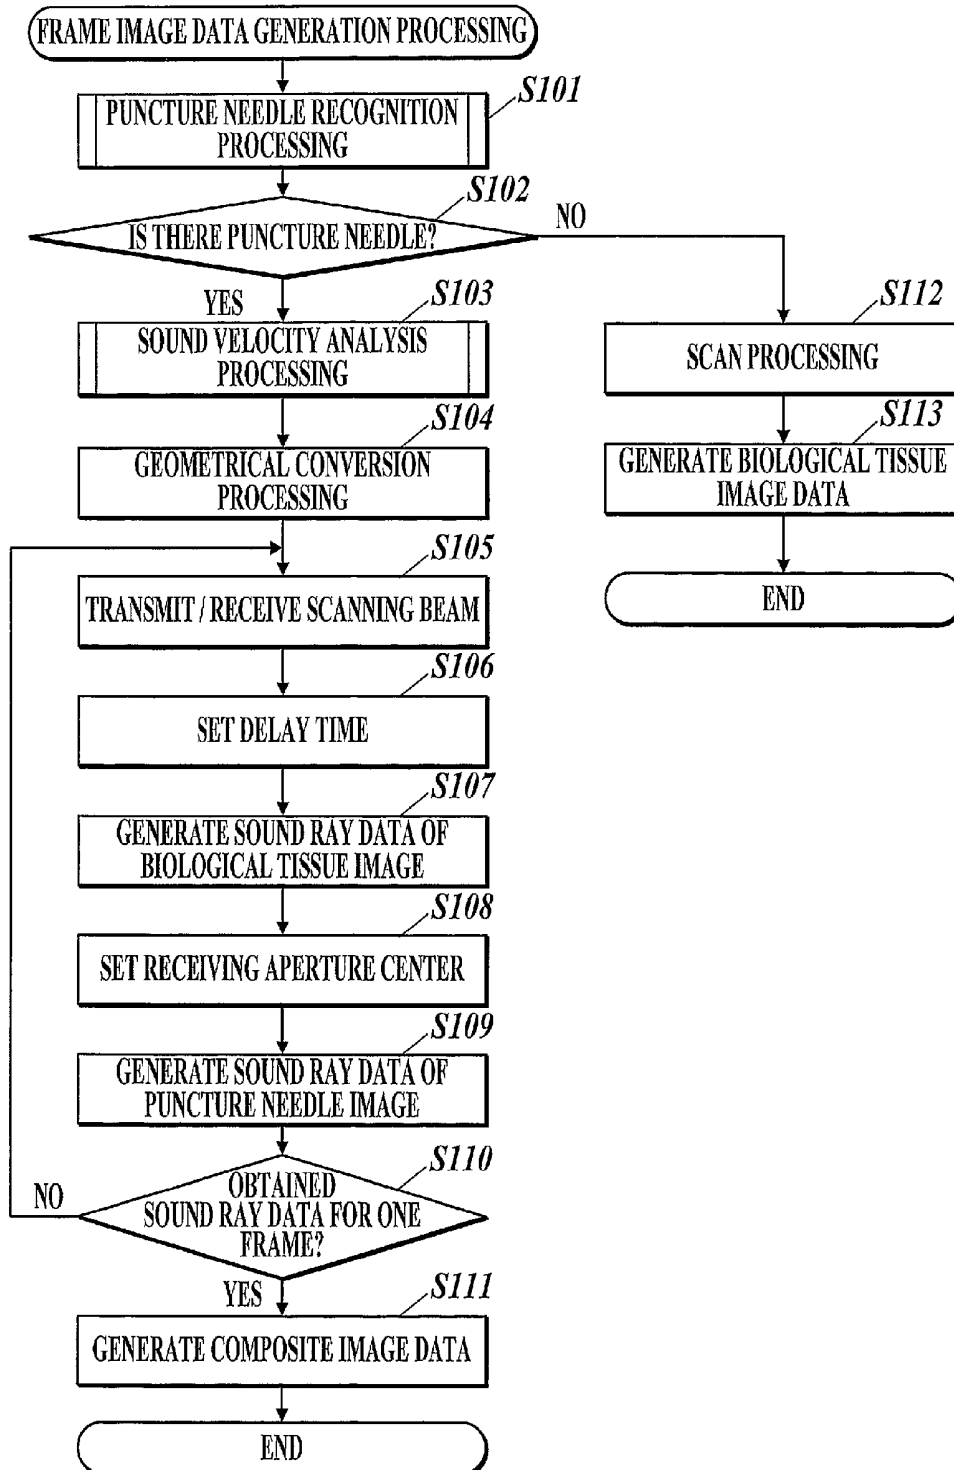 FRAME IMAGE DATA GENERATION PROCESSING
S101
PUNCTURE NEEDLE RECOGNITION
PROCESSING
S102
IS THERE PUNCTURE NEEDLE?
NO
YES
S103
SOUND VELOCITY ANALYSIS
PROCESSING
S104
GEOMETRICAL CONVERSION
PROCESSING
S105
TRANSMIT / RECEIVE SCANNING BEAM
S106
SET DELAY TIME
S107
GENERATE SOUND RAY DATA OF
BIOLOGICAL TISSUE IMAGE
S108
SET RECEIVING APERTURE CENTER
S109
GENERATE SOUND RAY DATA OF
PUNCTURE NEEDLE IMAGE
S110
OBTAINED
SOUND RAY DATA FOR ONE
FRAME?
NO
YES
S111
GENERATE COMPOSITE IMAGE DATA
END
S112
SCAN PROCESSING
S113
GENERATE BIOLOGICAL TISSUE
IMAGE DATA
END